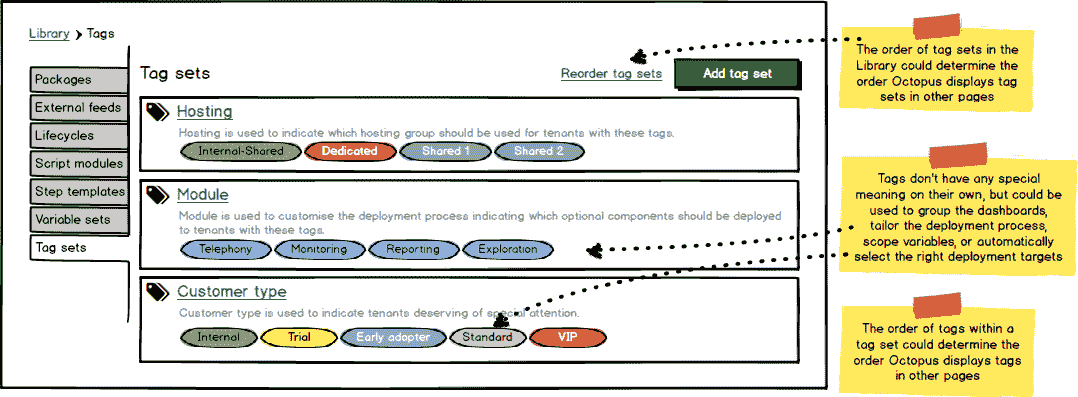 Library > Tags
Packages
External feeds
Lifecycles
Script modules
Step templates
Variable sets
Tag sets
Tag sets
Reorder tag sets
Add tag set
Hosting
Hosting is used to indicate which hosting group should be used for tenants with these tags.
Internal-Shared Dedicated Shared 1 Shared 2
Module
Module is used to customise the deployment process indicating which optional components should be deployed
to tenants with these tags.
Telephony Monitoring Reporting Exploration
Customer type
Customer type is used to indicate tenants deserving of special attention.
Internal Trial Early adopter Standard VIP
The order of tag sets in the
Library could determine the
order Octopus displays tag
sets in other pages
Tags don't have any special
meaning on their own, but could be
used to group the dashboards,
tailor the deployment process,
scope variables, or automatically
select the right deployment targets
The order of tags within a
tag set could determine the
order Octopus displays tags
in other pages